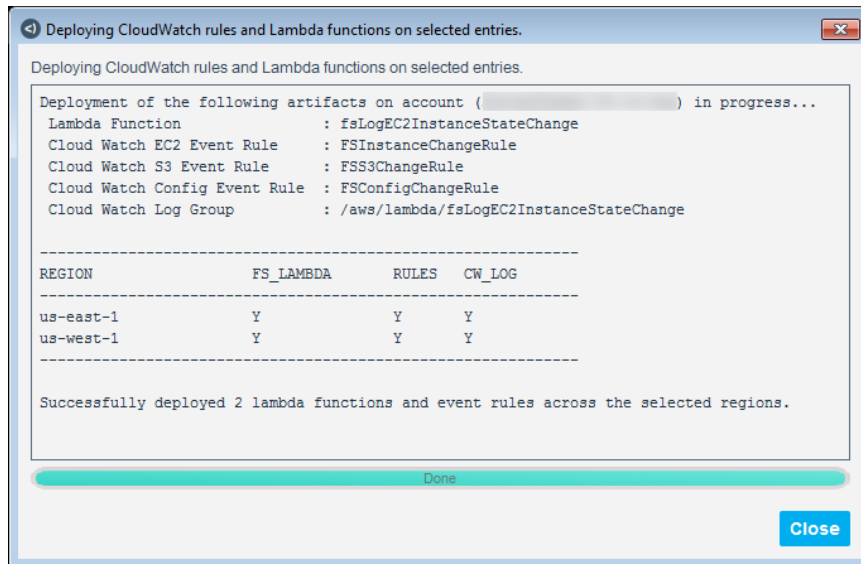 Deploying CloudWatch rules and Lambda functions on selected entries.
Deploying CloudWatch rules and Lambda functions on selected entries.
Deployment of the following artifacts on account ( ) in progress...
Lambda Function : fsLogEC2InstanceStateChange
Cloud Watch EC2 Event Rule : FSInstanceChangeRule
Cloud Watch S3 Event Rule : FSS3ChangeRule
Cloud Watch Config Event Rule : FSConfigChangeRule
Cloud Watch Log Group : /aws/lambda/fsLogEC2InstanceStateChange
------------------------------------------------------------
REGION FS_LAMBDA RULES CW_LOG
------------------------------------------------------------
us-east-1 Y Y Y
us-west-1 Y Y Y
------------------------------------------------------------
Successfully deployed 2 lambda functions and event rules across the selected regions.
Done
Close